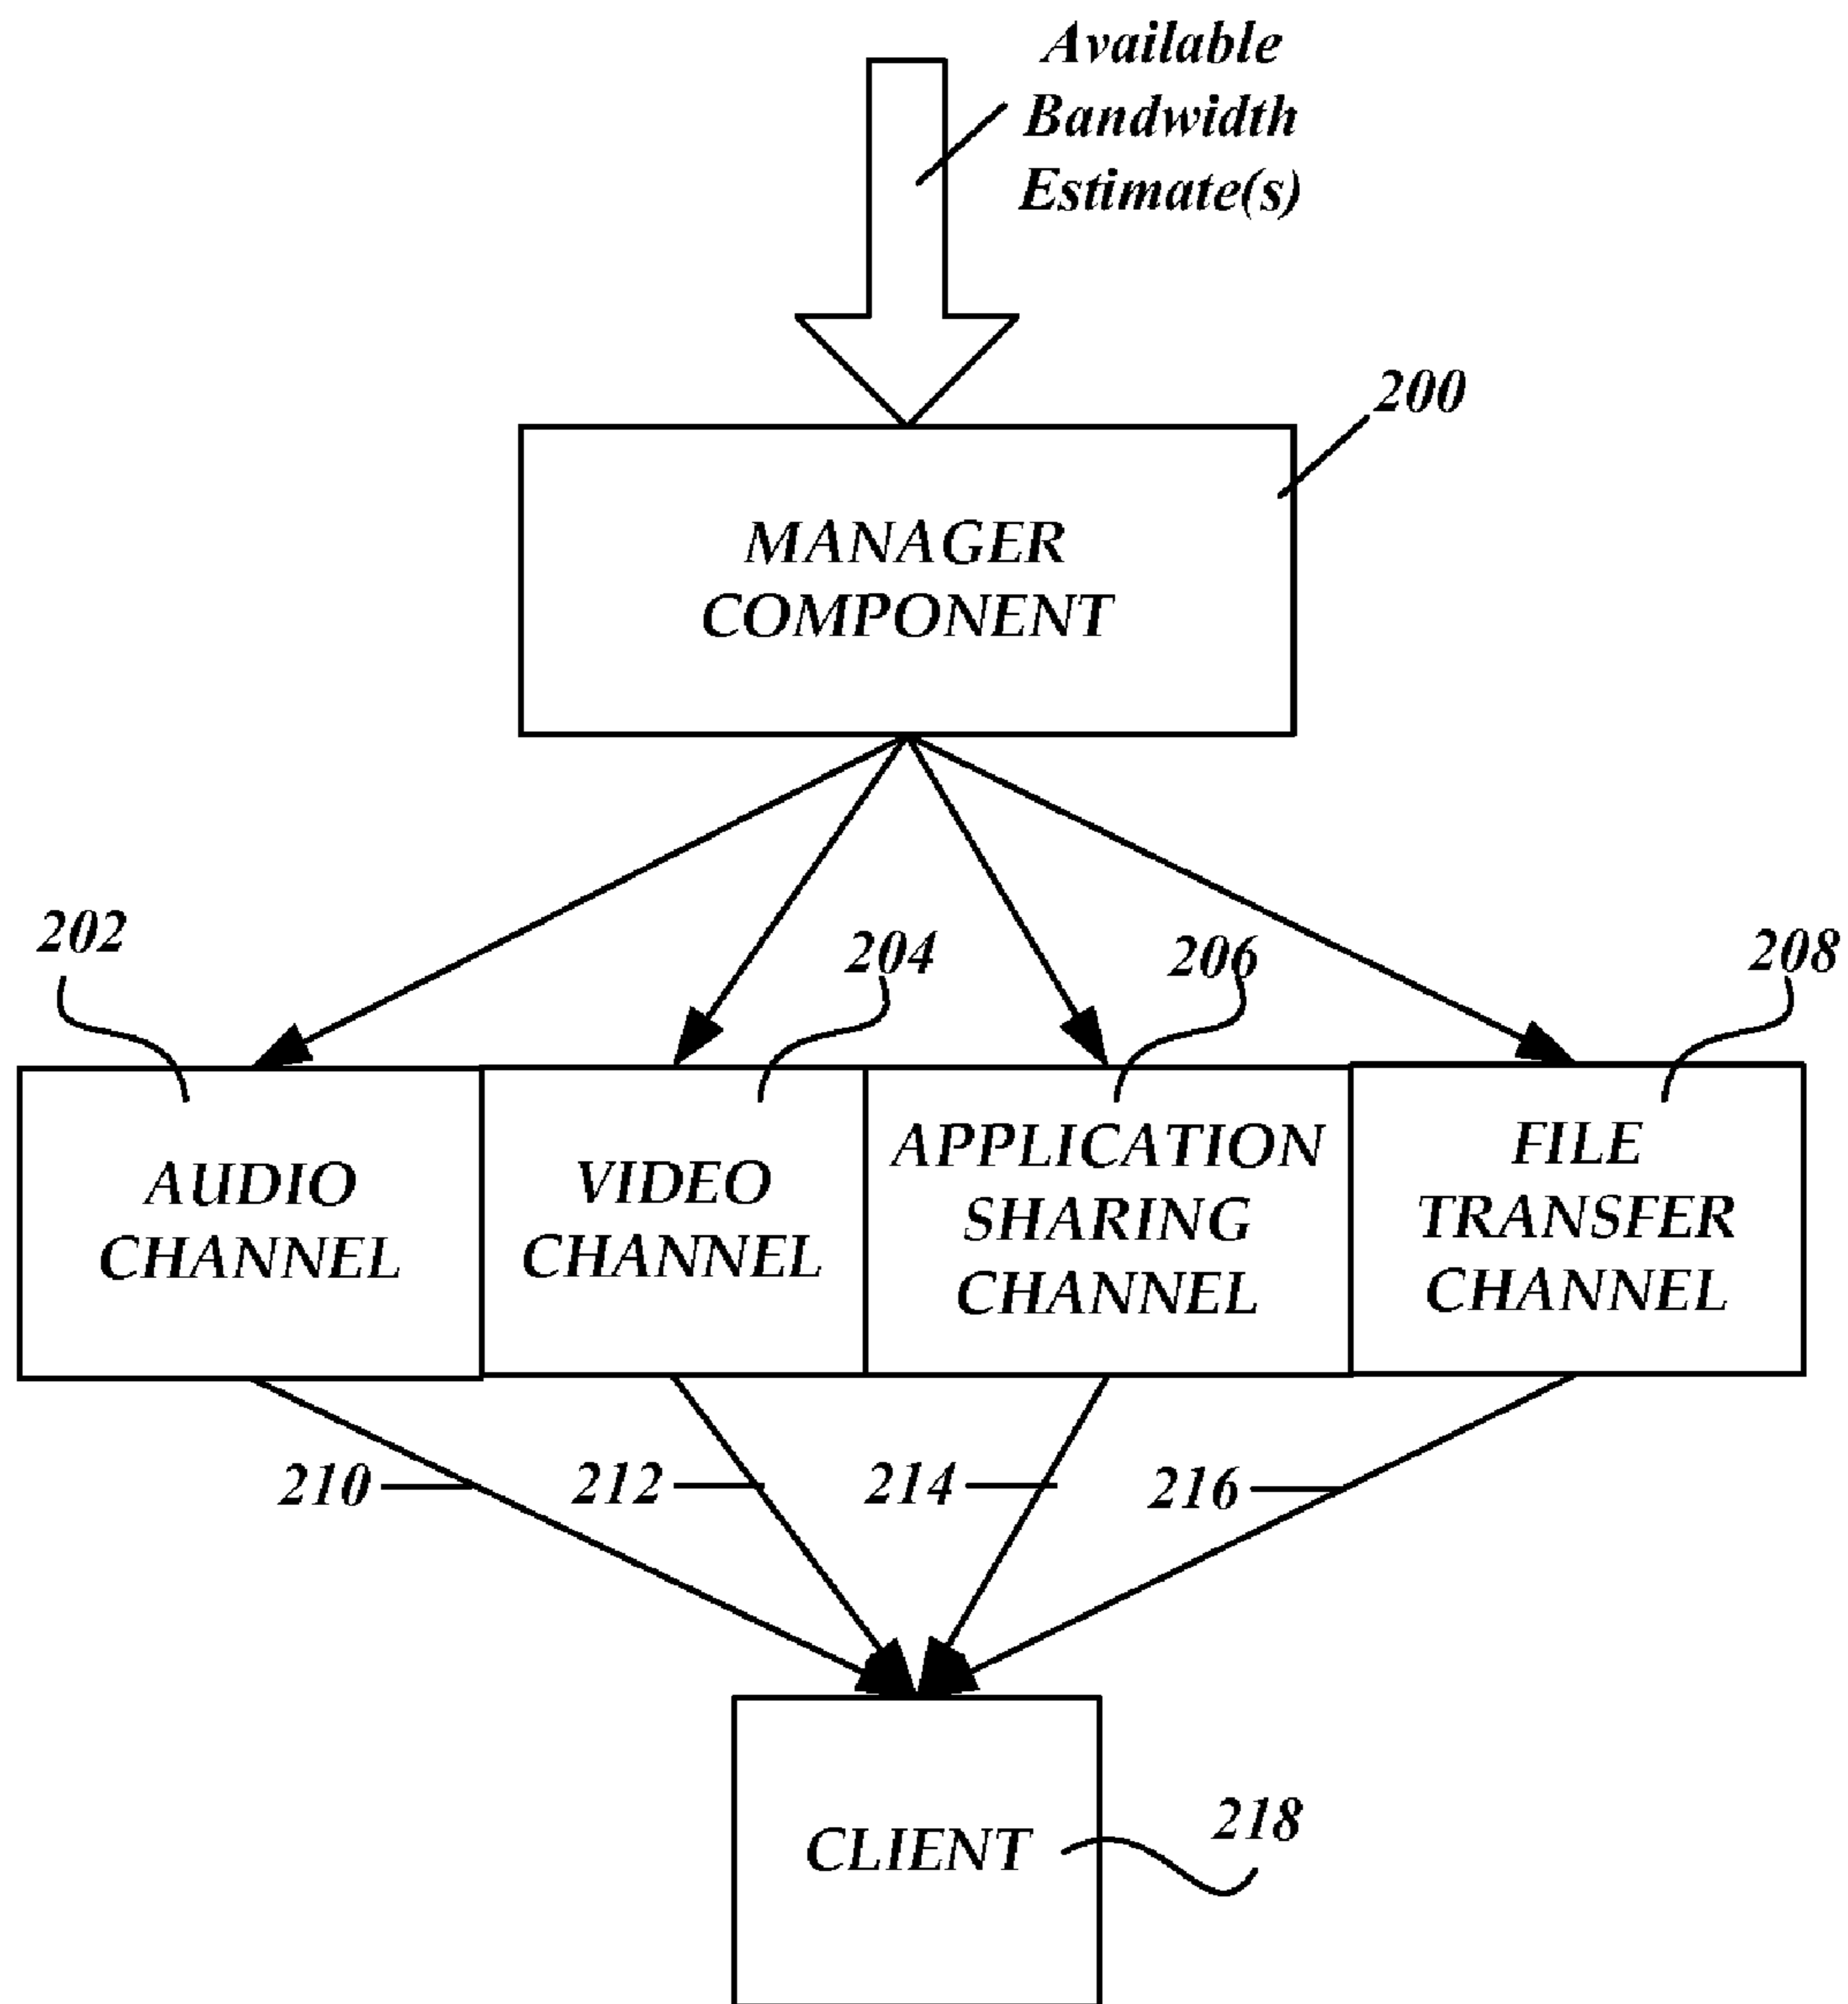 Available
Bandwidth
Estimate(s)
200
MANAGER
COMPONENT
202
204
206
208
AUDIO
CHANNEL
VIDEO
CHANNEL
APPLICATION
SHARING
CHANNEL
FILE
TRANSFER
CHANNEL
210
212
214
216
CLIENT
218